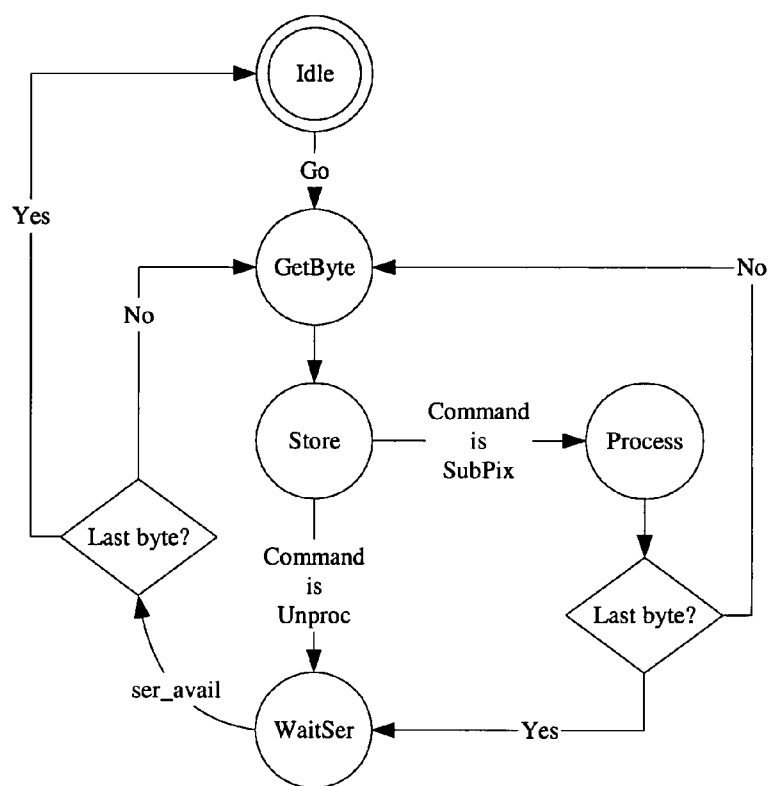 Idle
Go
Yes
GetByte
No
No
Store
Command
is
SubPix
Process
Last byte?
Command
is
Unproc
Last byte?
ser_avail
WaitSer
Yes